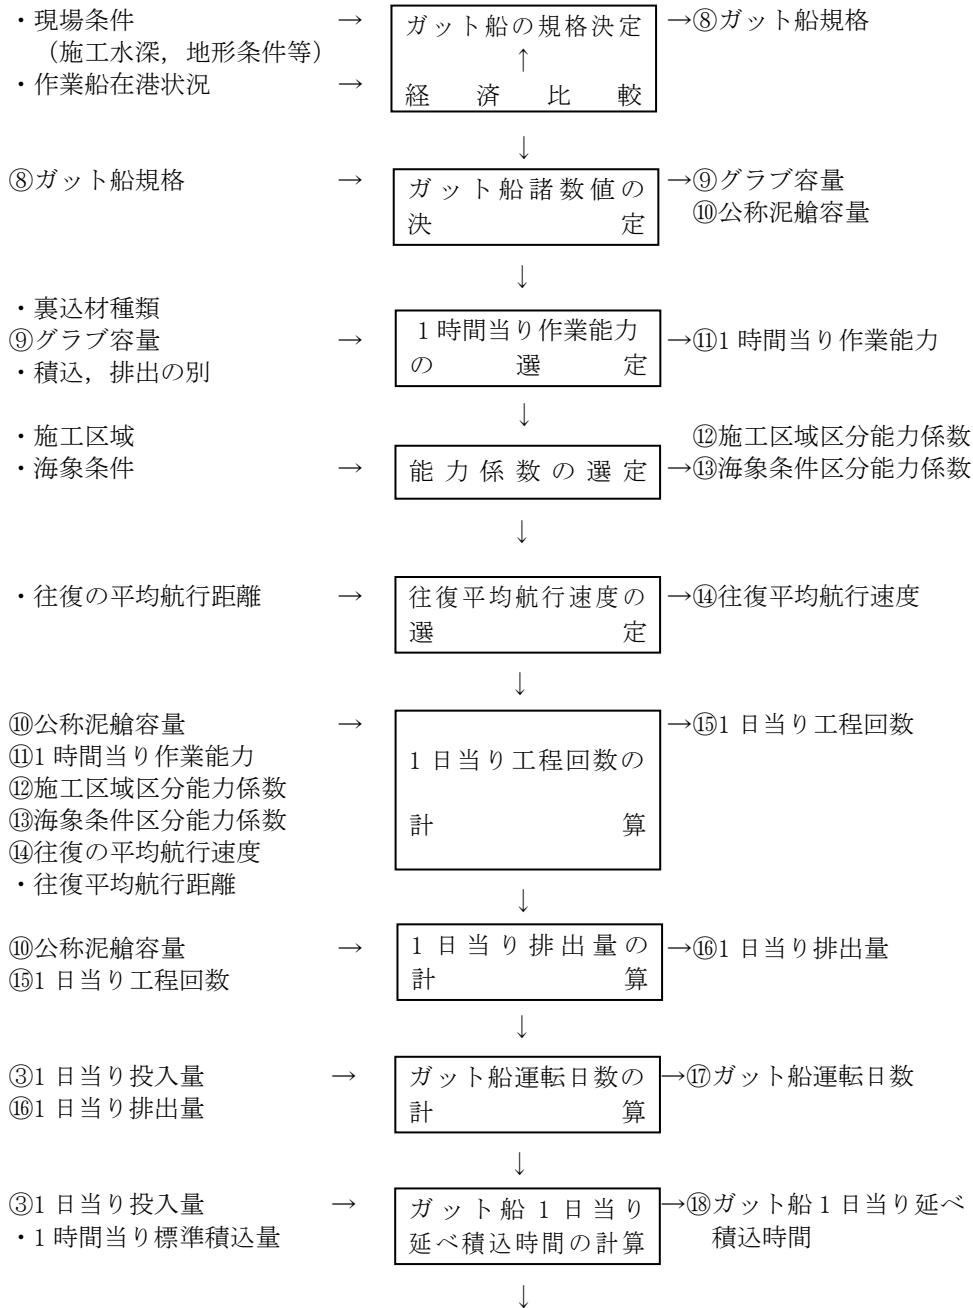 ・現場条件 → ガット船の規格決定 →⑧ガット船規格
（施工水深，地形条件等） ↑
・作業船在港状況 → 経済比較
↓
⑧ガット船規格 → ガット船諸数値の →⑨グラブ容量
決定 ⑩公称泥艙容量
↓
・裏込材種類
⑨グラブ容量 → 1時間当り作業能力 →⑪1時間当り作業能力
・積込，排出の別 の選定
↓
・施工区域 ⑫施工区域区分能力係数
・海象条件 → 能力係数の選定 →⑬海象条件区分能力係数
↓
・往復の平均航行距離 → 往復平均航行速度の →⑭往復平均航行速度
選定
↓
⑩公称泥艙容量 → →⑮1日当り工程回数
⑪1時間当り作業能力 1日当り工程回数の
⑫施工区域区分能力係数
⑬海象条件区分能力係数 計算
⑭往復の平均航行速度
・往復平均航行距離
↓
⑩公称泥艙容量 → 1日当り排出量の →⑯1日当り排出量
⑮1日当り工程回数 計算
↓
③1日当り投入量 → ガット船運転日数の →⑰ガット船運転日数
⑯1日当り排出量 計算
↓
③1日当り投入量 → ガット船1日当り →⑱ガット船1日当り延べ
・1時間当り標準積込量 延べ積込時間の計算 積込時間
↓